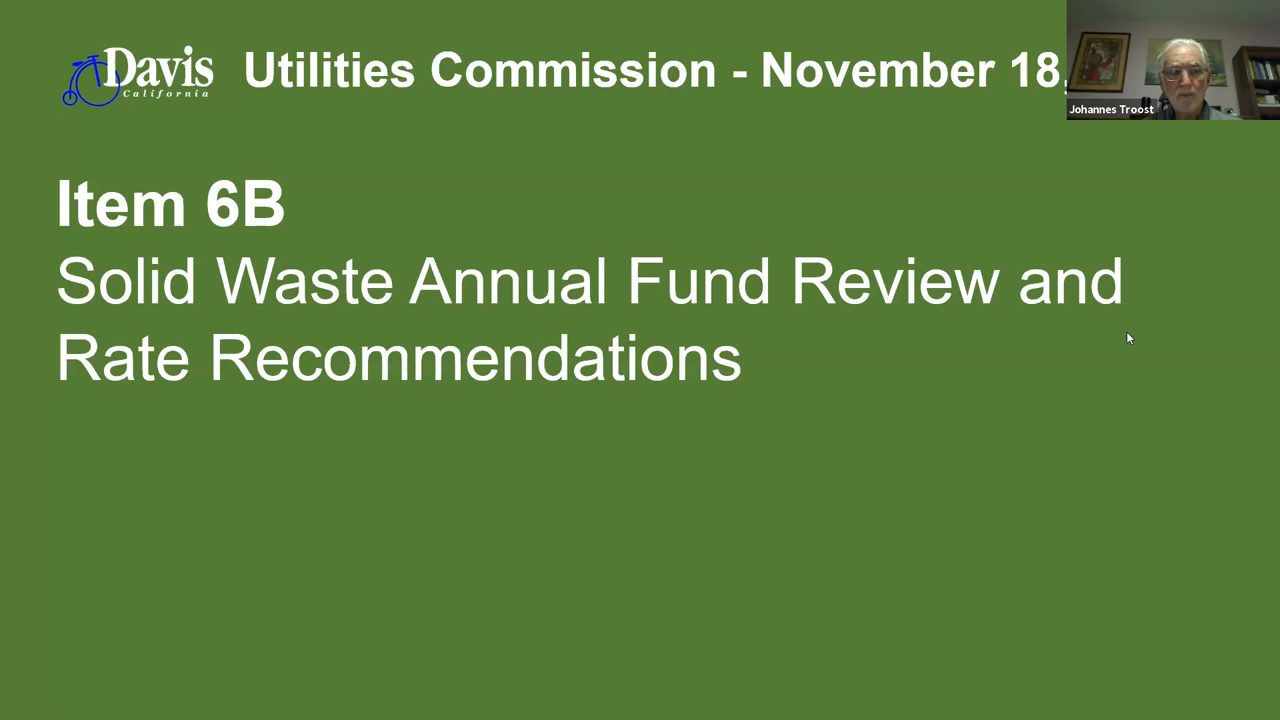 Davis
California
Utilities Commission - November 18,
Johannes Troost
Item 6B
Solid Waste Annual Fund Review and
Rate Recommendations